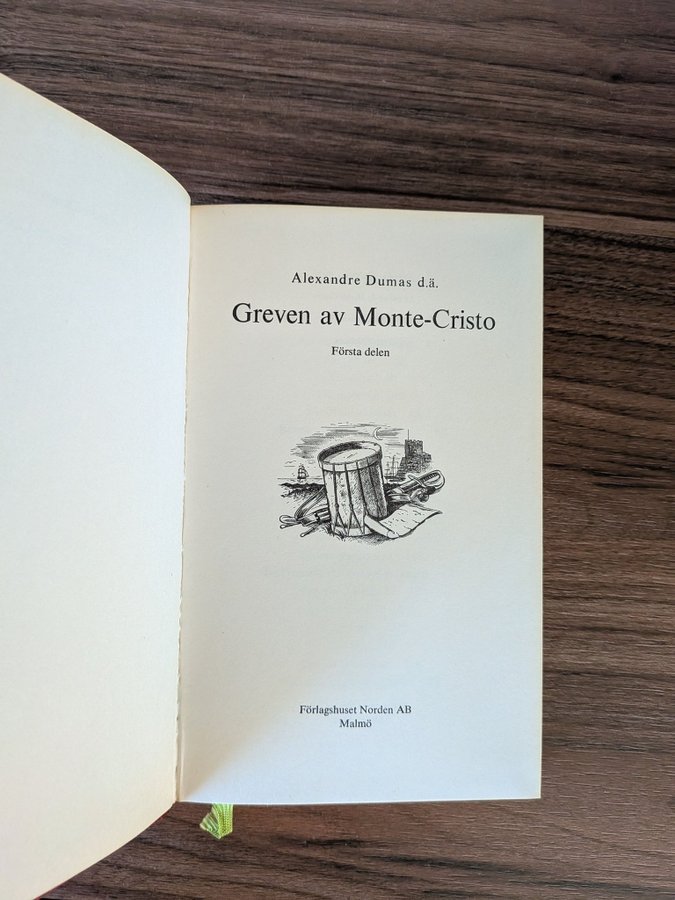 Alexandre Dumas d.ä.
Greven av Monte-Cristo
Första delen
Förlagshuset Norden AB
Malmö